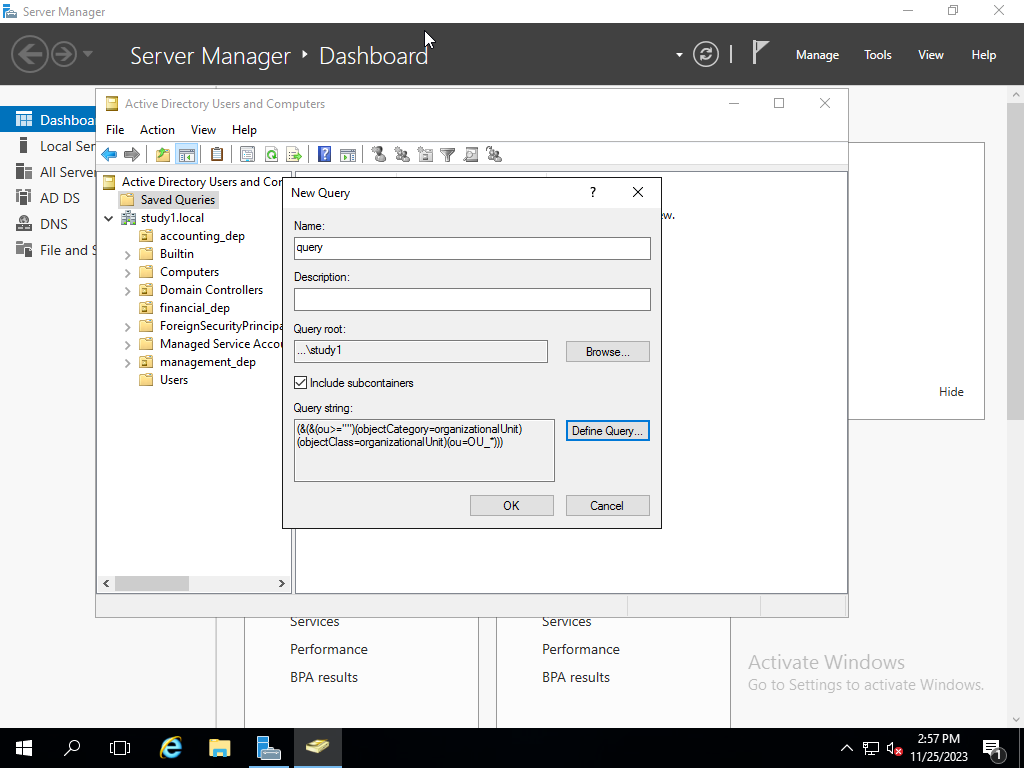 Server Manager
Server Manager ‣ Dashboard
Manage Tools View Help
Dashboa
Local Ser
All Server
AD DS
DNS
File and S
Active Directory Users and Computers
File Action View Help
Active Directory Users and Cor
Saved Queries
study1.local
accounting_dep
Builtin
Computers
Domain Controllers
financial_dep
ForeignSecurityPrincipa
Managed Service Accou
management_dep
Users
ew.
New Query
?
Name:
query
Description:
Query root:
...\study1
Browse...
Include subcontainers
Query string:
(&(&(ou>="")(objectCategory=organizationalUnit)
(objectClass=organizationalUnit)(ou=OU_*)))
Define Query...
OK Cancel
Hide
Services Services
Performance Performance
BPA results BPA results
Activate Windows
Go to Settings to activate Windows.
2:57 PM
11/25/2023
1